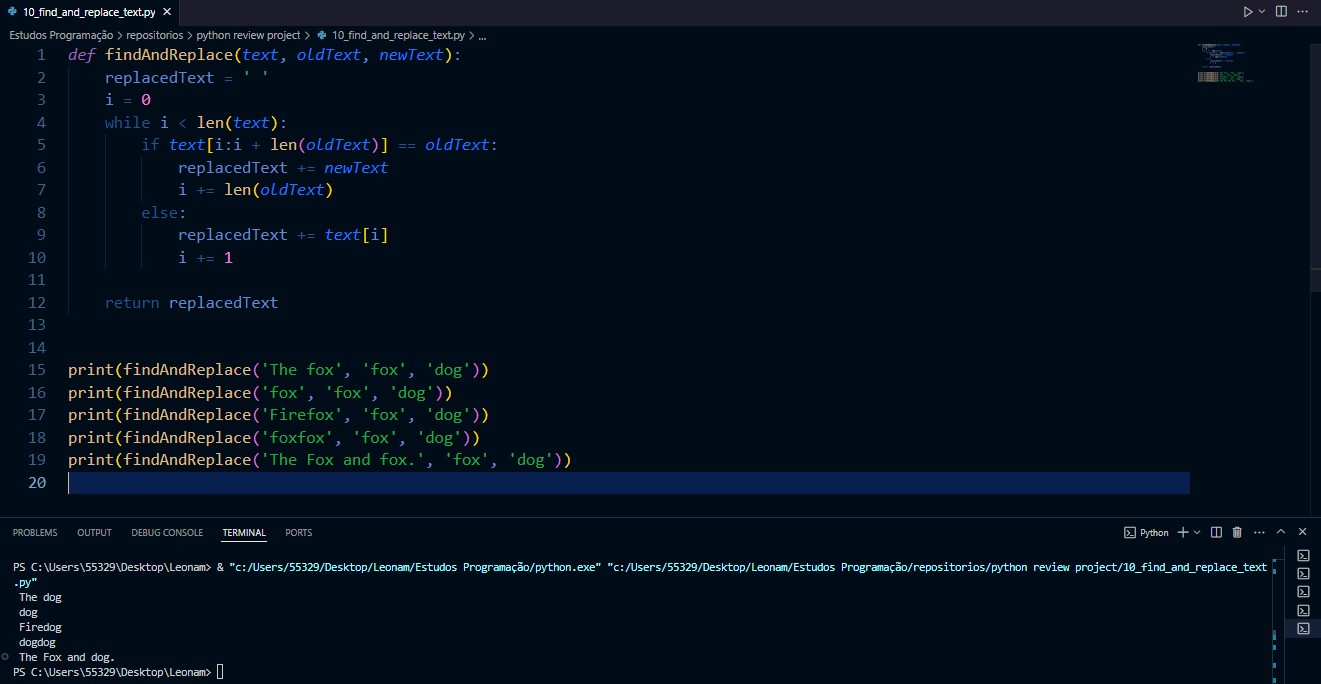 10_find_and_replace_text.py
Estudos Programação > repositorios > python review project > 10_find_and_replace_text.py > ...
1 def findAndReplace(text, oldText, newText):
2     replacedText = ' '
3     i = 0
4     while i < len(text):
5         if text[i:i + len(oldText)] == oldText:
6             replacedText += newText
7             i += len(oldText)
8         else:
9             replacedText += text[i]
10             i += 1
11
12     return replacedText
13
14
15 print(findAndReplace('The fox', 'fox', 'dog'))
16 print(findAndReplace('fox', 'fox', 'dog'))
17 print(findAndReplace('Firefox', 'fox', 'dog'))
18 print(findAndReplace('foxfox', 'fox', 'dog'))
19 print(findAndReplace('The Fox and fox.', 'fox', 'dog'))
20
PROBLEMS OUTPUT DEBUG CONSOLE TERMINAL PORTS
Python
PS C:\Users\55329\Desktop\Leonam> & "c:/Users/55329/Desktop/Leonam/Estudos Programação/python.exe" "c:/Users/55329/Desktop/Leonam/Estudos Programação/repositorios/python review project/10_find_and_replace_text
.py"
The dog
dog
Firedog
dogdog
The Fox and dog.
PS C:\Users\55329\Desktop\Leonam>